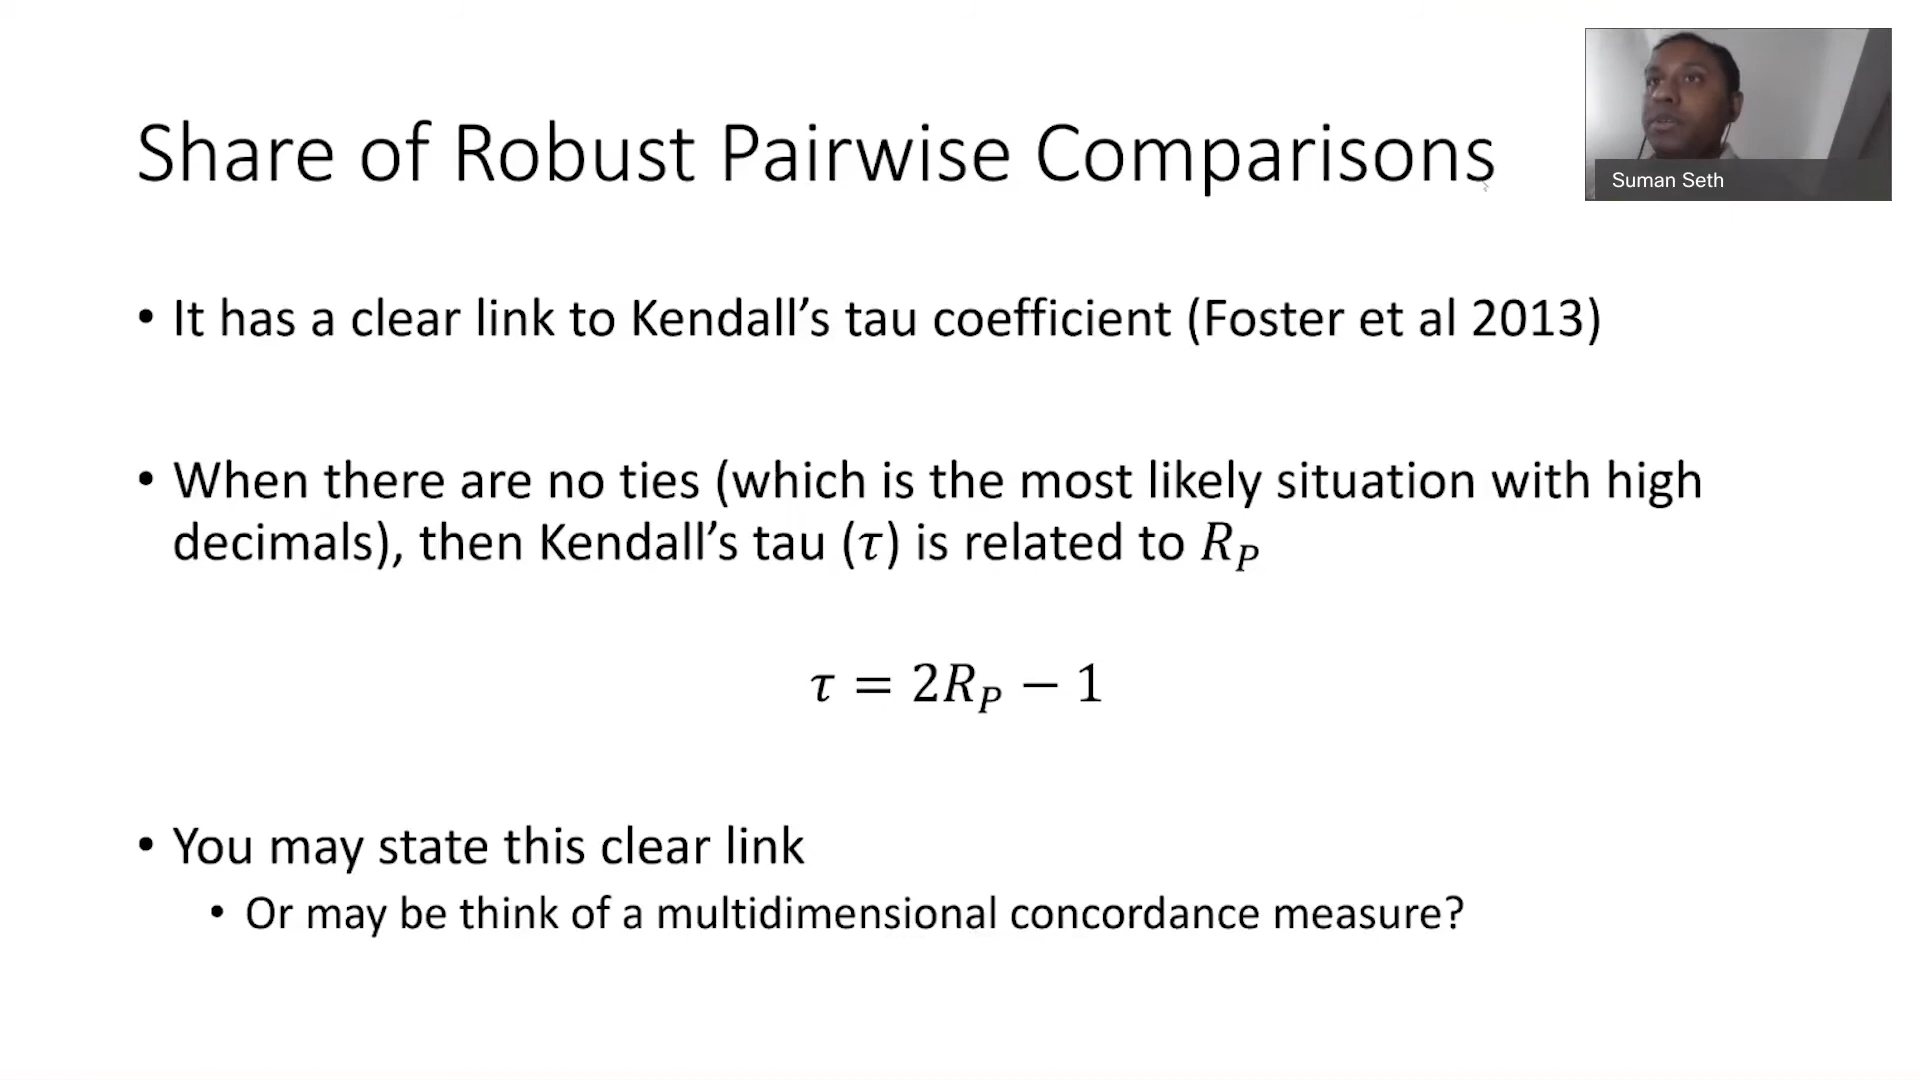 Share of Robust Pairwise Comparisons
Suman Seth
• It has a clear link to Kendall’s tau coefficient (Foster et al 2013)
• When there are no ties (which is the most likely situation with high
decimals), then Kendall’s tau (τ) is related to R_P
τ = 2R_P − 1
• You may state this clear link
• Or may be think of a multidimensional concordance measure?